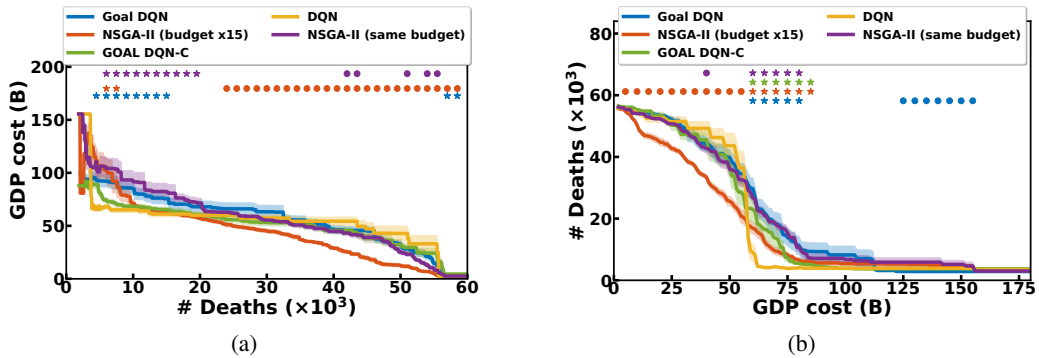 Goal DQN
NSGA-II (budget x15)
GOAL DQN-C
DQN
NSGA-II (same budget)
GDP cost (B)
200
150
100
50
0
0 10 20 30 40 50 60
# Deaths (×10³)
(a)
Goal DQN
NSGA-II (budget x15)
GOAL DQN-C
DQN
NSGA-II (same budget)
# Deaths (×10³)
80
60
40
20
0
0 25 50 75 100 125 150 175
GDP cost (B)
(b)